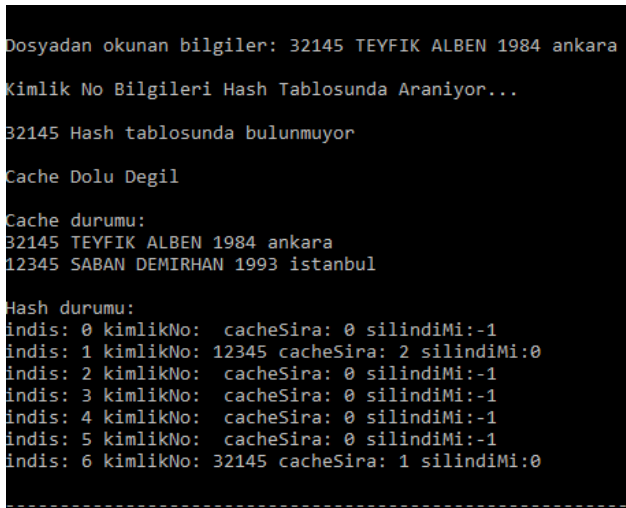 Dosyadan okunan bilgiler: 32145 TEYFIK ALBEN 1984 ankara
Kimlik No Bilgileri Hash Tablosunda Araniyor...
32145 Hash tablosunda bulunmuyor
Cache Dolu Degil
Cache durumu:
32145 TEYFIK ALBEN 1984 ankara
12345 SABAN DEMIRHAN 1993 istanbul
Hash durumu:
indis: 0 kimlikNo:  cacheSira: 0 silindiMi:-1
indis: 1 kimlikNo: 12345 cacheSira: 2 silindiMi:0
indis: 2 kimlikNo:  cacheSira: 0 silindiMi:-1
indis: 3 kimlikNo:  cacheSira: 0 silindiMi:-1
indis: 4 kimlikNo:  cacheSira: 0 silindiMi:-1
indis: 5 kimlikNo:  cacheSira: 0 silindiMi:-1
indis: 6 kimlikNo: 32145 cacheSira: 1 silindiMi:0